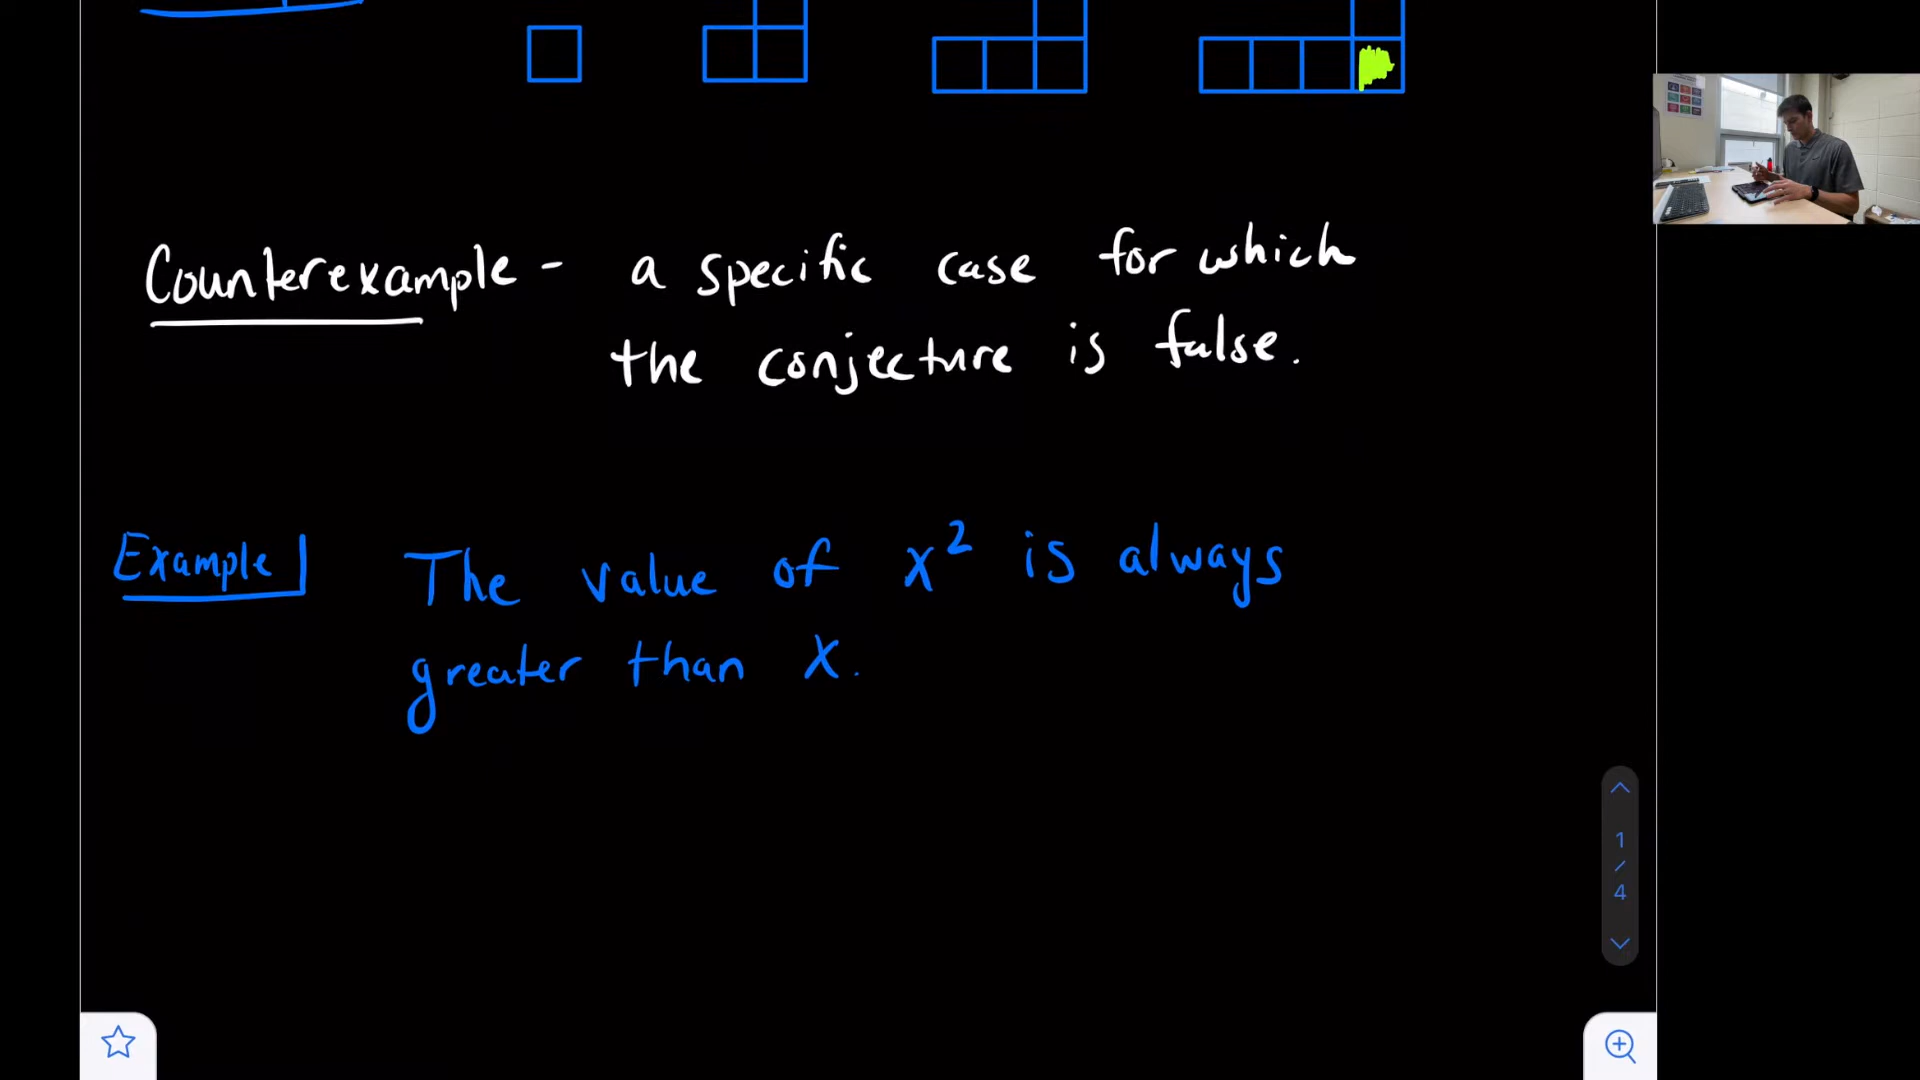 Counterexample - a specific case for which
the conjecture is false.
Example The value of x² is always
greater than x.
1
/
4